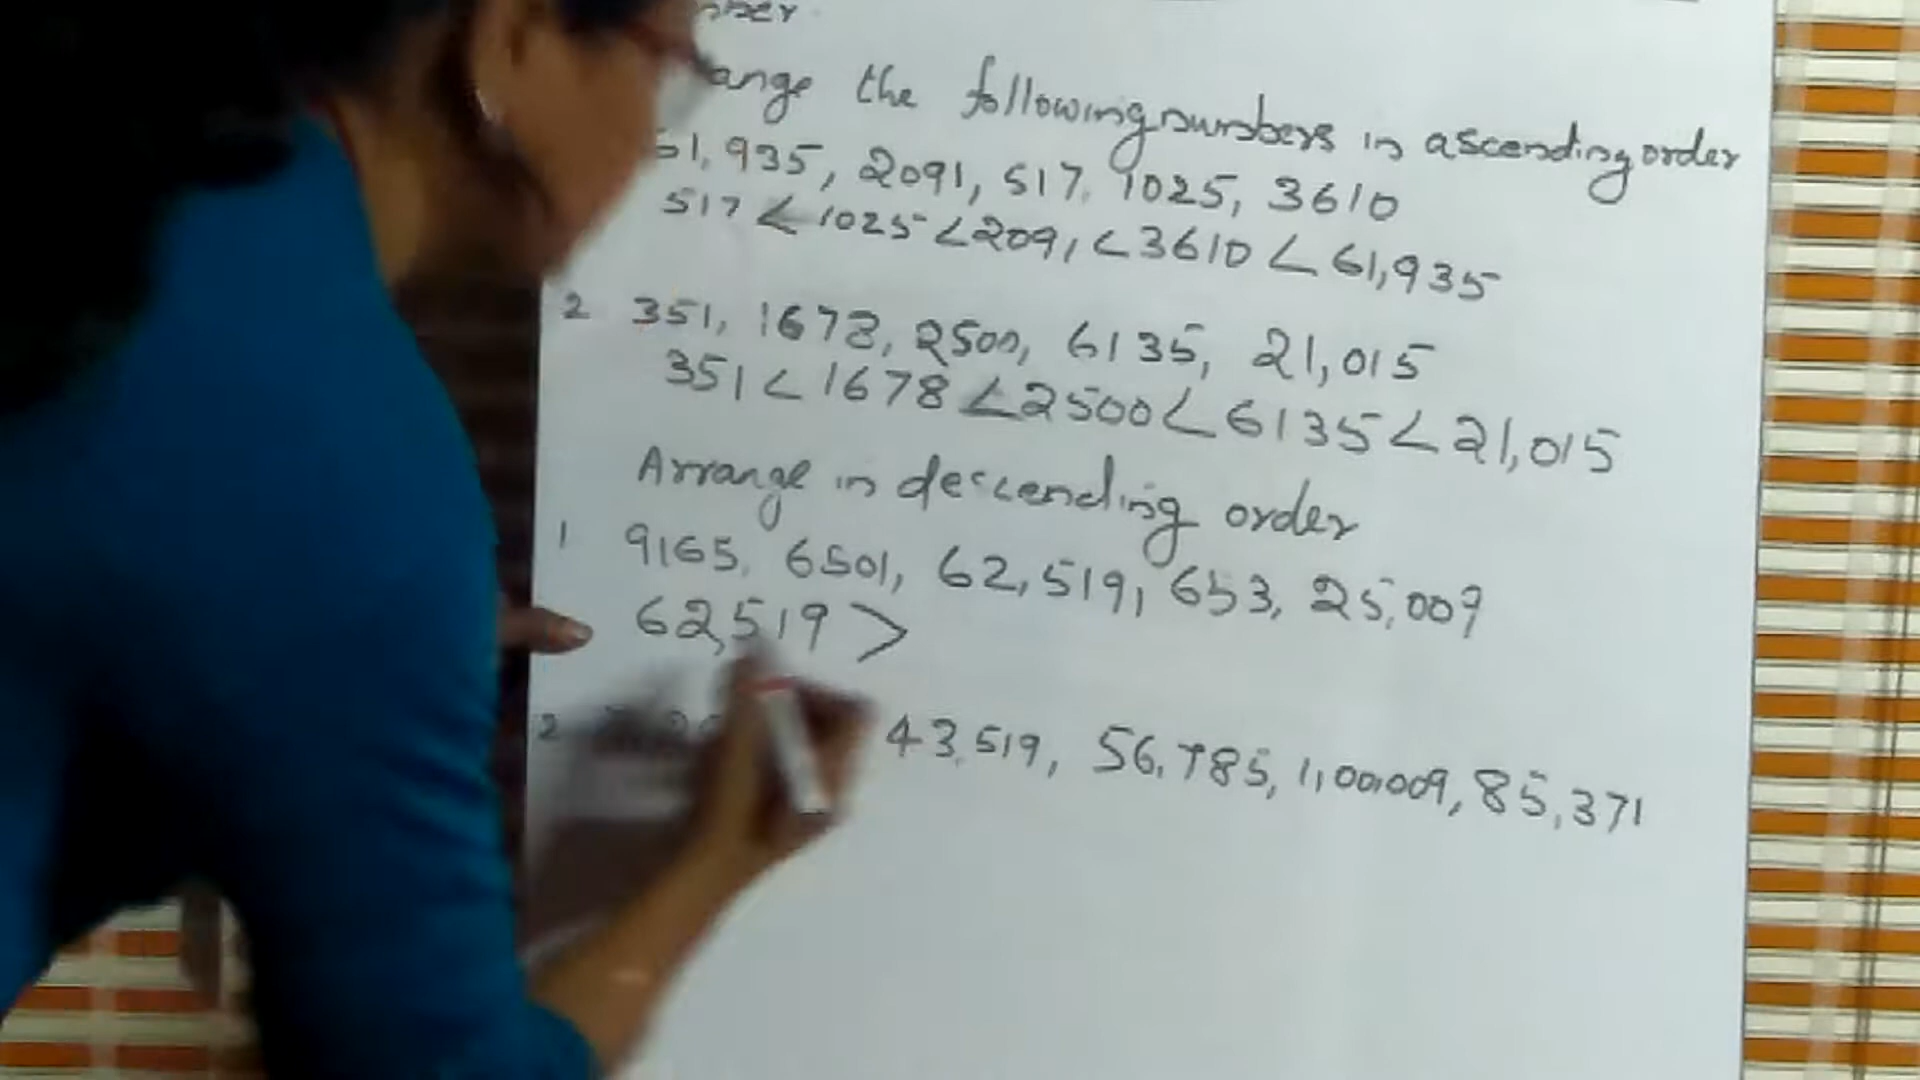 the following numbers in ascending order
61,935, 2091, 517, 1025, 3610
517 < 1025 < 2091 < 3610 < 61,935
2 351, 1678, 2500, 6135, 21,015
351 < 1678 < 2500 < 6135 < 21,015
Arrange in descending order
1 9165, 6501, 62,519, 653, 25,009
62,519 >
2 43,519, 56,785, 1,00,009, 85,371